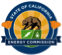 STATE OF CALIFORNIA
ENERGY COMMISSION